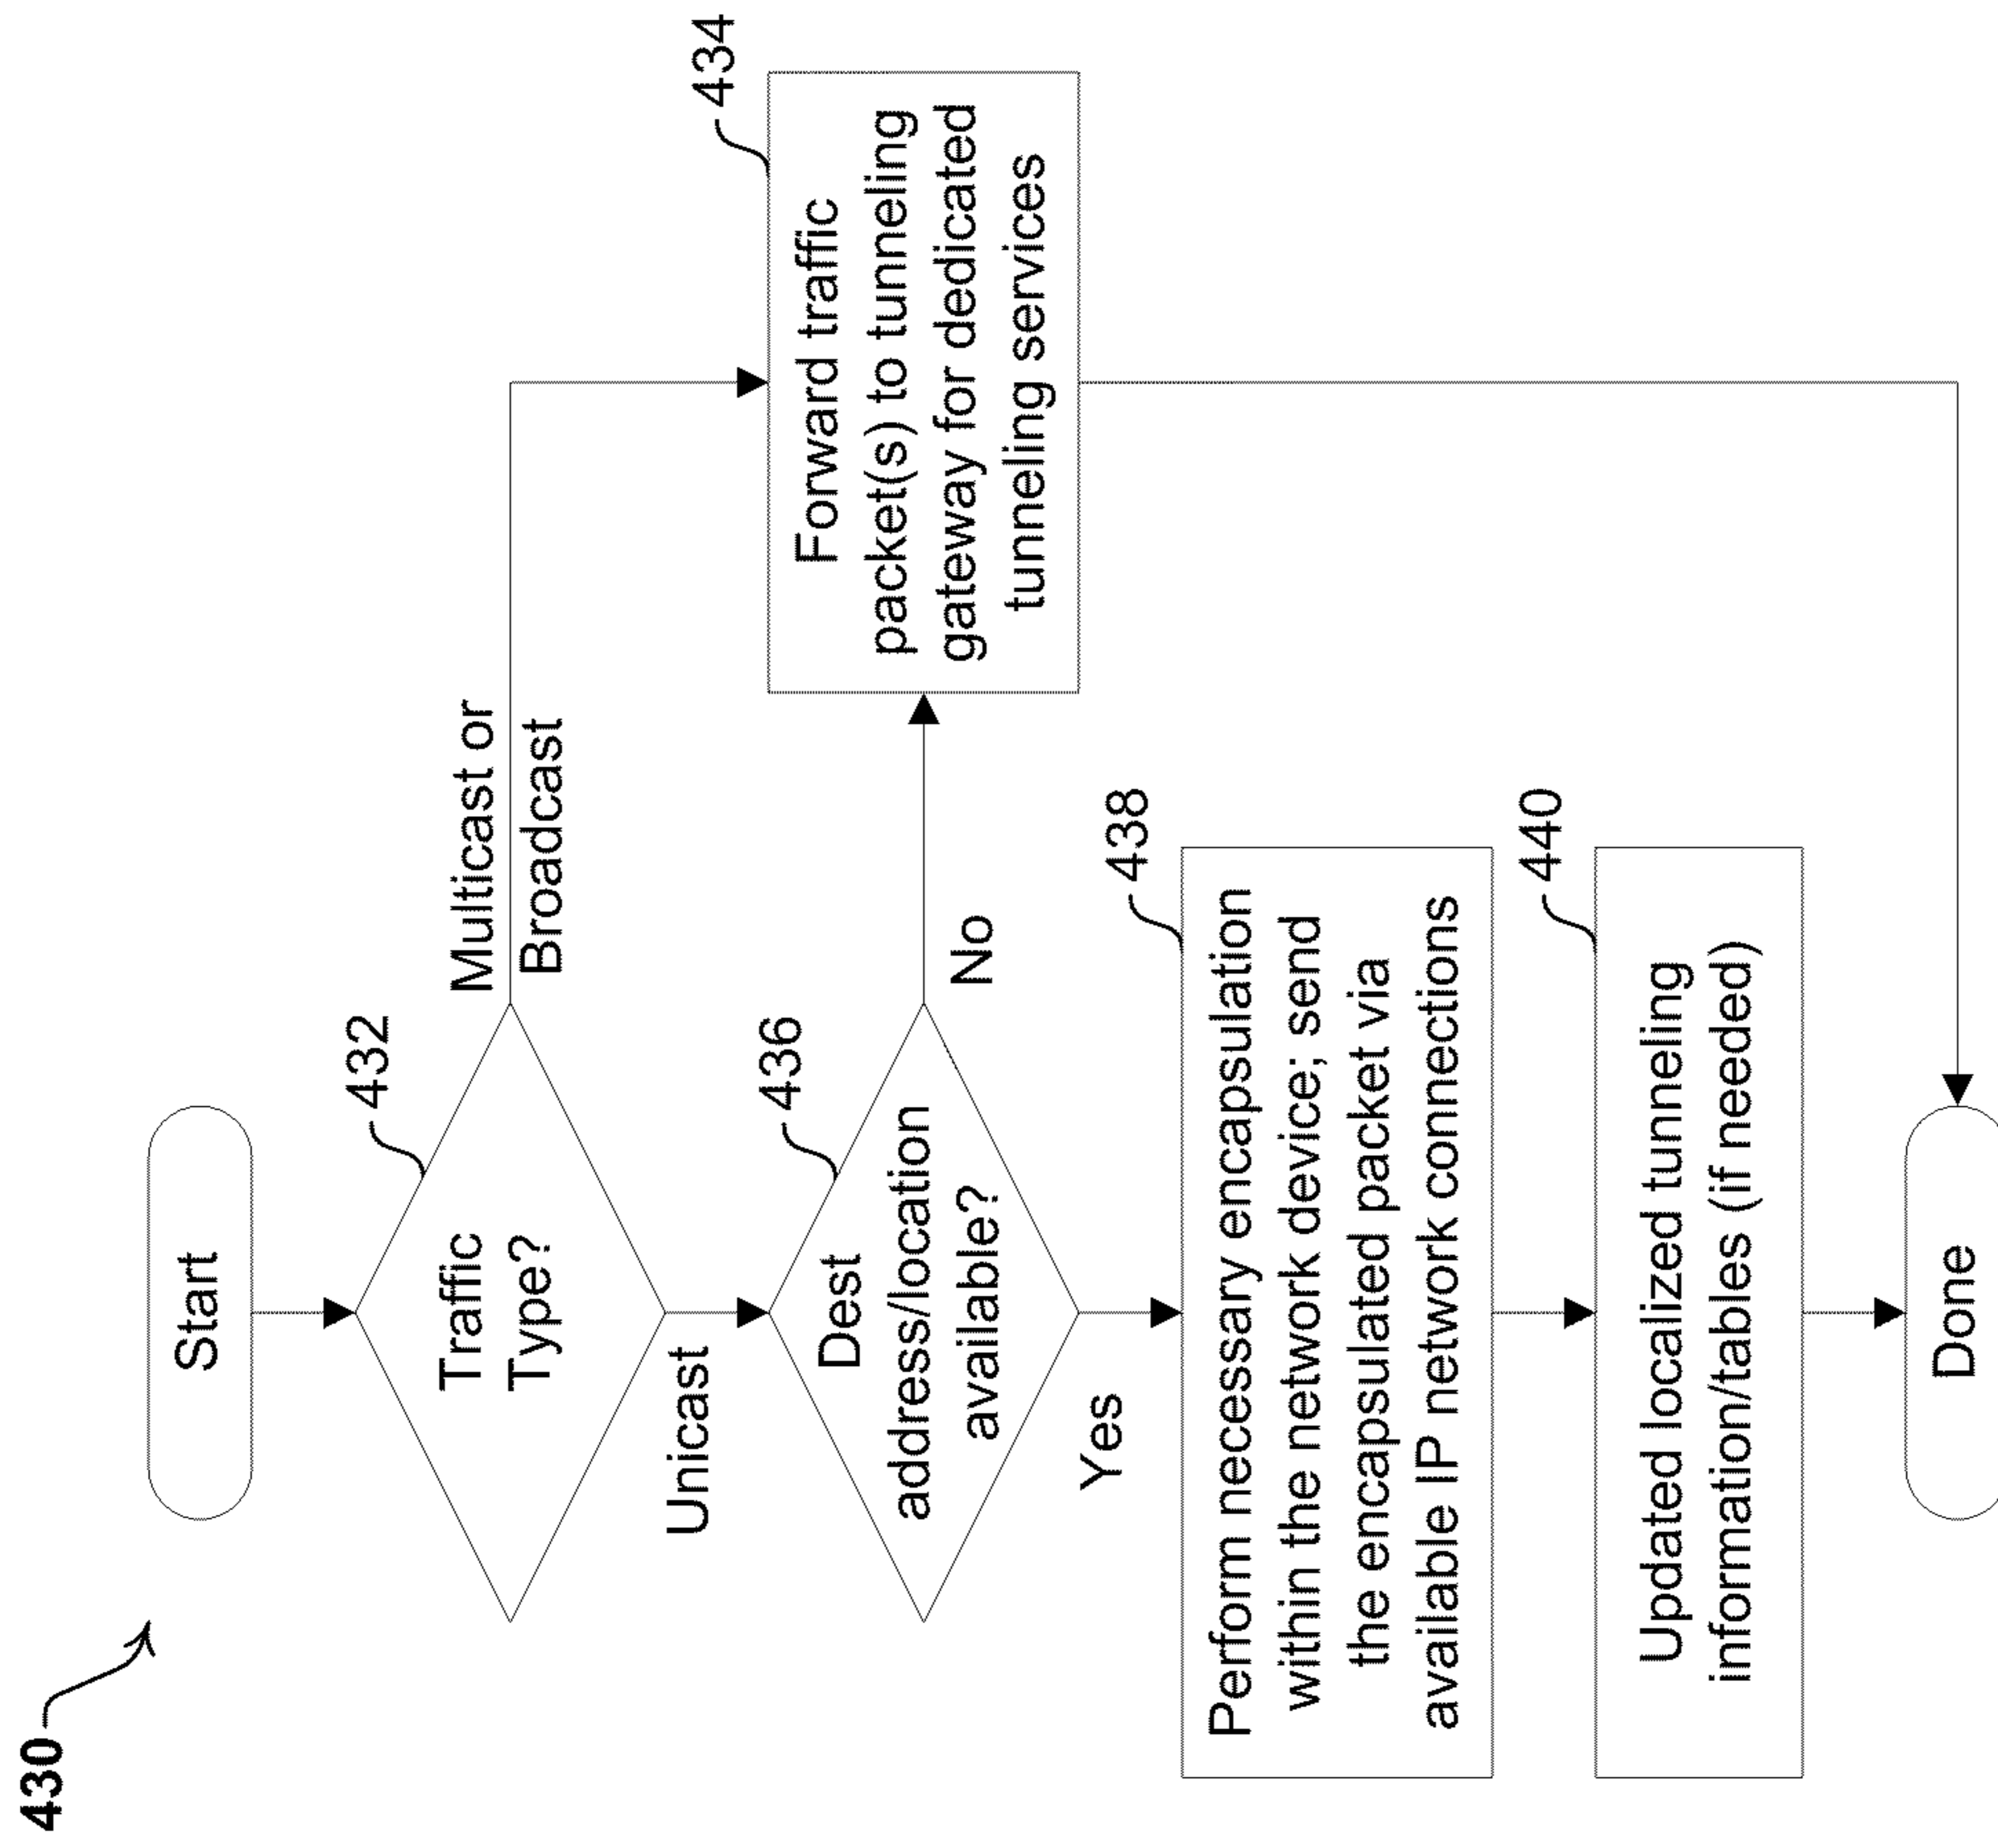 430
Start
432
Traffic
Type?
Multicast or
Broadcast
Unicast
434
Forward traffic
packet(s) to tunneling
gateway for dedicated
tunneling services
436
Dest
address/location
available?
No
Yes
438
Perform necessary encapsulation
within the network device; send
the encapsulated packet via
available IP network connections
440
Updated localized tunneling
information/tables (if needed)
Done